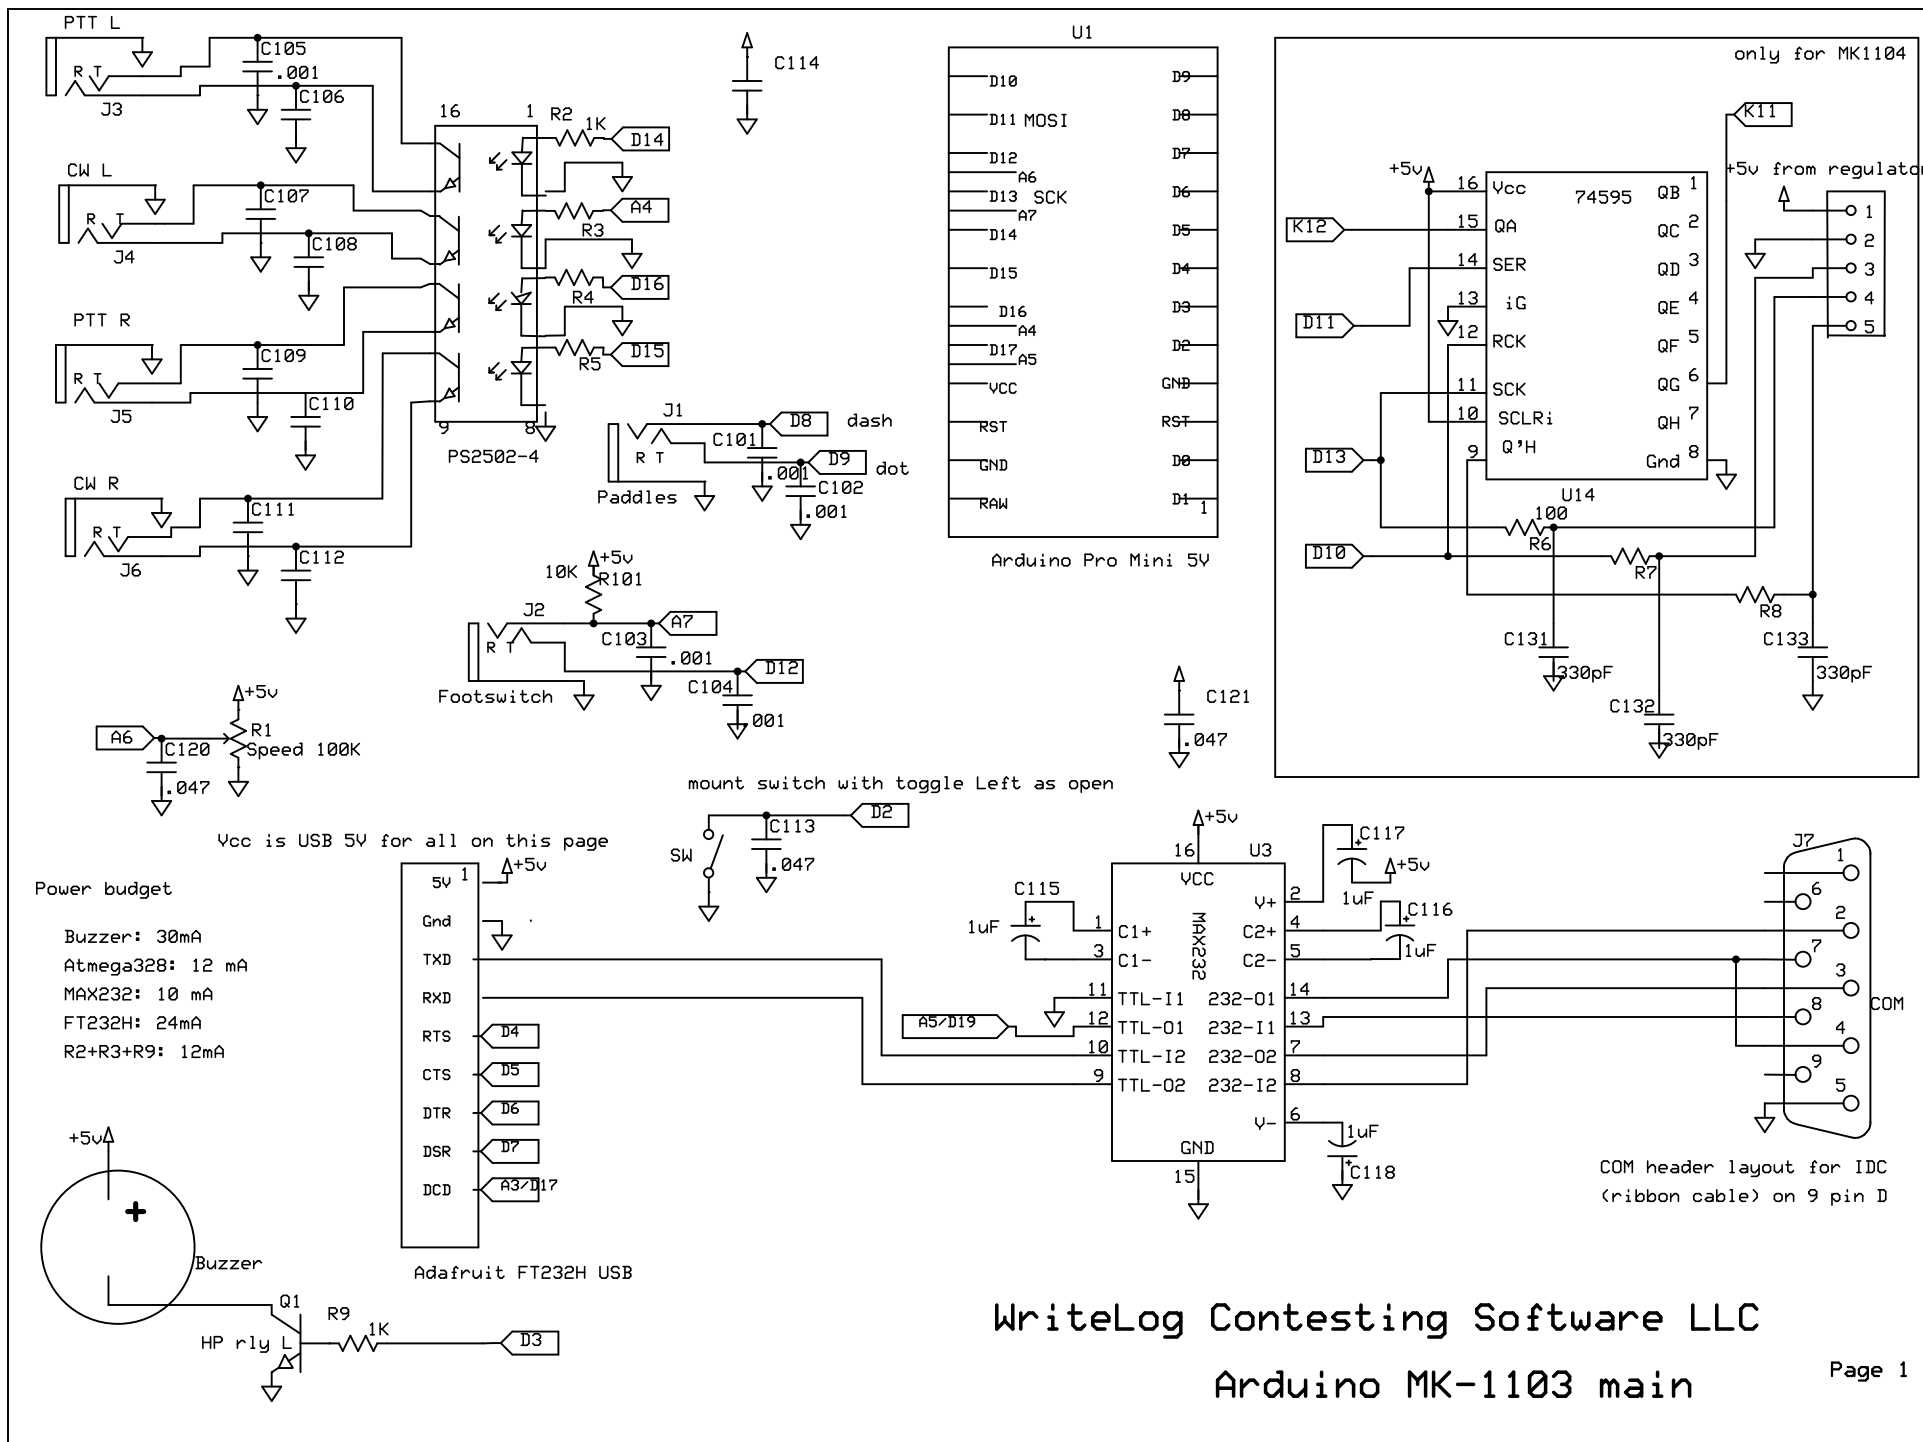 PTT L
R T
J3
C105
.001
C106
CW L
R T
J4
C107
C108
PTT R
R T
J5
C109
C110
CW R
R T
J6
C111
C112
16
1
9
8
PS2502-4
R2
1K
D14
A4
R3
D16
R4
D15
R5
C114
J1
R T
Paddles
C101
.001
D8
dash
D9
dot
C102
.001
+5v
10K
R101
J2
R T
Footswitch
C103
.001
A7
C104
.001
D12
+5v
A6
C120
.047
R1
Speed 100K
U1
D10
D11 MOSI
D12
A6
D13 SCK
A7
D14
D15
D16
A4
D17
A5
VCC
RST
GND
RAW
D9
D8
D7
D6
D5
D4
D3
D2
GND
RST
D0
D1
1
Arduino Pro Mini 5V
only for MK1104
K11
+5v
+5v from regulator
16 Vcc
15 QA
14 SER
13 iG
12 RCK
11 SCK
10 SCLRi
9 Q'H
74595
QB 1
QC 2
QD 3
QE 4
QF 5
QG 6
QH 7
Gnd 8
U14
K12
D11
D13
D10
1
2
3
4
5
100
R6
R7
R8
C131
330pF
C132
330pF
C133
330pF
C121
.047
mount switch with toggle Left as open
SW
C113
.047
D2
Vcc is USB 5V for all on this page
Power budget
Buzzer: 30mA
Atmega328: 12 mA
MAX232: 10 mA
FT232H: 24mA
R2+R3+R9: 12mA
5V 1
+5v
Gnd
TXD
RXD
RTS
D4
CTS
D5
DTR
D6
DSR
D7
DCD
A3/D17
Adafruit FT232H USB
+5v
16
U3
VCC
MAX232
C115
1uF
1 C1+
3 C1-
11 TTL-I1
12 TTL-O1
10 TTL-I2
9 TTL-O2
A5/D19
V+ 2
C2+ 4
C2- 5
232-O1 14
232-I1 13
232-O2 7
232-I2 8
V- 6
GND
15
C117
+5v
1uF
C116
1uF
1uF
C118
J7
1
6
2
7
3
8
4
9
5
COM
COM header layout for IDC
(ribbon cable) on 9 pin D
+5v
+
Buzzer
Q1
HP rly L
R9
1K
D3
WriteLog Contesting Software LLC
Arduino MK-1103 main
Page 1